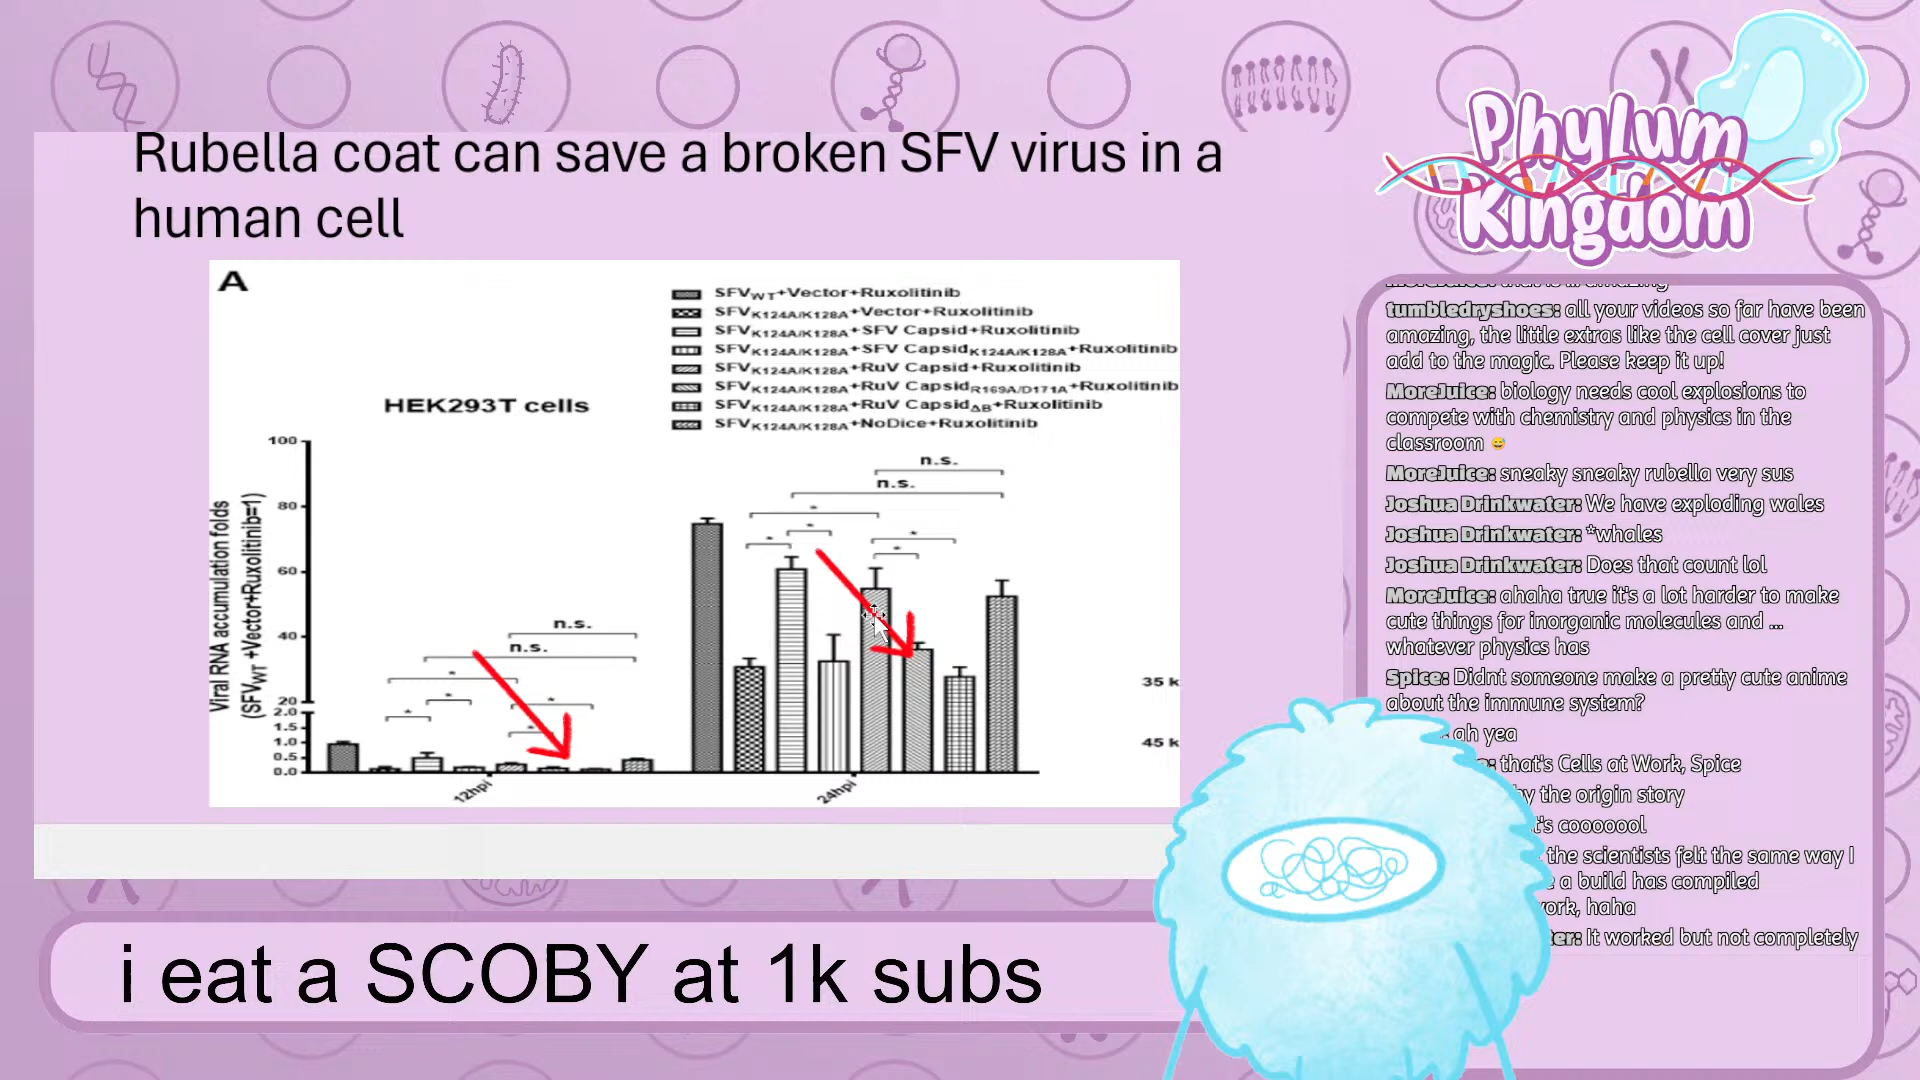 Rubella coat can save a broken SFV virus in a
human cell
A
SFVWT+Vector+Ruxolitinib
SFVK124A/K128A+Vector+Ruxolitinib
SFVK124A/K128A+SFV Capsid+Ruxolitinib
SFVK124A/K128A+SFV CapsidK124A/K128A+Ruxolitinib
SFVK124A/K128A+RuV Capsid+Ruxolitinib
SFVK124A/K128A+RuV CapsidR169A/D171A+Ruxolitinib
SFVK124A/K128A+RuV CapsidΔB+Ruxolitinib
SFVK124A/K128A+NoDice+Ruxolitinib
HEK293T cells
Viral RNA accumulation folds
(SFVWT +Vector+Ruxolitinib=1)
100
80
60
40
20
2.0
1.5
1.0
0.5
0.0
n.s.
n.s.
*
*
*
*
*
n.s.
n.s.
*
*
*
*
*
12hpi
24hpi
35 k
45 k
Phylum
Kingdom
tumbledryshoes: all your videos so far have been
amazing, the little extras like the cell cover just
add to the magic. Please keep it up!
MoreJuice: biology needs cool explosions to
compete with chemistry and physics in the
classroom 😅
MoreJuice: sneaky sneaky rubella very sus
Joshua Drinkwater: We have exploding wales
Joshua Drinkwater: *whales
Joshua Drinkwater: Does that count lol
MoreJuice: ahaha true it's a lot harder to make
cute things for inorganic molecules and ...
whatever physics has
Spice: Didnt someone make a pretty cute anime
about the immune system?
ah yea
that's Cells at Work, Spice
the origin story
cooooool
the scientists felt the same way I
a build has compiled
haha
It worked but not completely
i eat a SCOBY at 1k subs